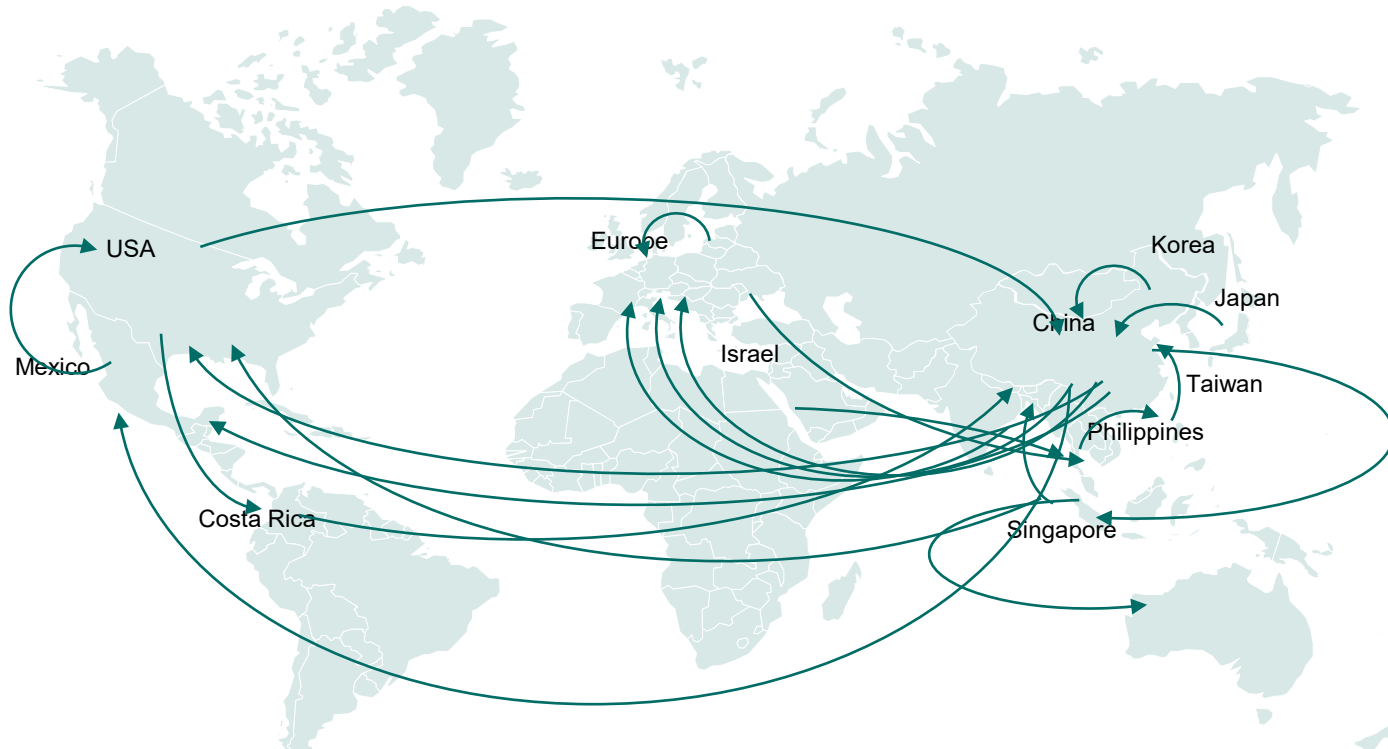 Europe
Korea
USA
Japan
China
Israel
Mexico
Taiwan
Philippines
Costa Rica
Singapore